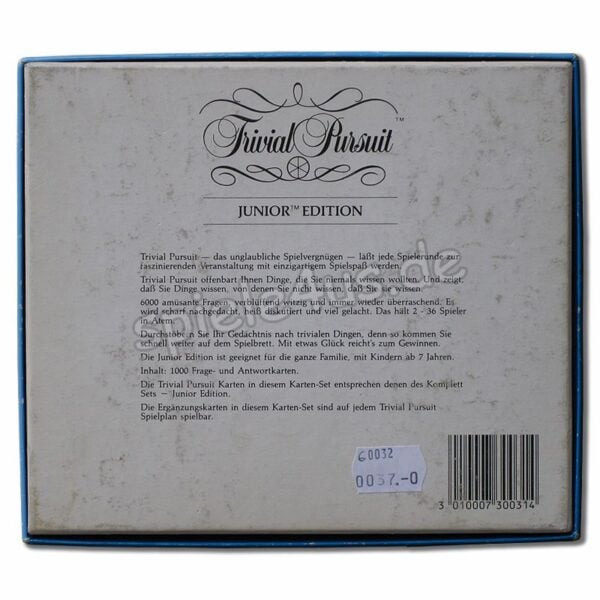 Trivial Pursuit™
JUNIOR™ EDITION
Trivial Pursuit — das unglaubliche Spielvergnügen — läßt jede Spielerunde zur
faszinierenden Veranstaltung mit einzigartigem Spielspaß werden.
Trivial Pursuit offenbart Ihnen Dinge, die Sie niemals wissen wollten. Und zeigt,
daß Sie Dinge wissen, von denen Sie nicht wissen, daß Sie sie wissen.
6000 amüsante Fragen, verblüffend witzig und immer wieder überraschend. Es
wird scharf nachgedacht, heiß diskutiert und viel gelacht. Das hält 2 - 36 Spieler
in Atem.
Durchstöbern Sie Ihr Gedächtnis nach trivialen Dingen, denn so kommen Sie
schnell weiter auf dem Spielbrett. Mit etwas Glück reicht's zum Gewinnen.
Die Junior Edition ist geeignet für die ganze Familie, mit Kindern ab 7 Jahren.
Inhalt: 1000 Frage- und Antwortkarten.
Die Trivial Pursuit Karten in diesem Karten-Set entsprechen denen des Komplett
Sets — Junior Edition.
Die Ergänzungskarten in diesem Karten-Set sind auf jedem Trivial Pursuit
Spielplan spielbar.
spiele4us.de
60032
0037.-0
3 010007 300314